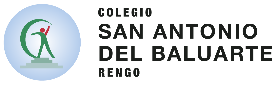 COLEGIO
SAN ANTONIO
DEL BALUARTE
RENGO